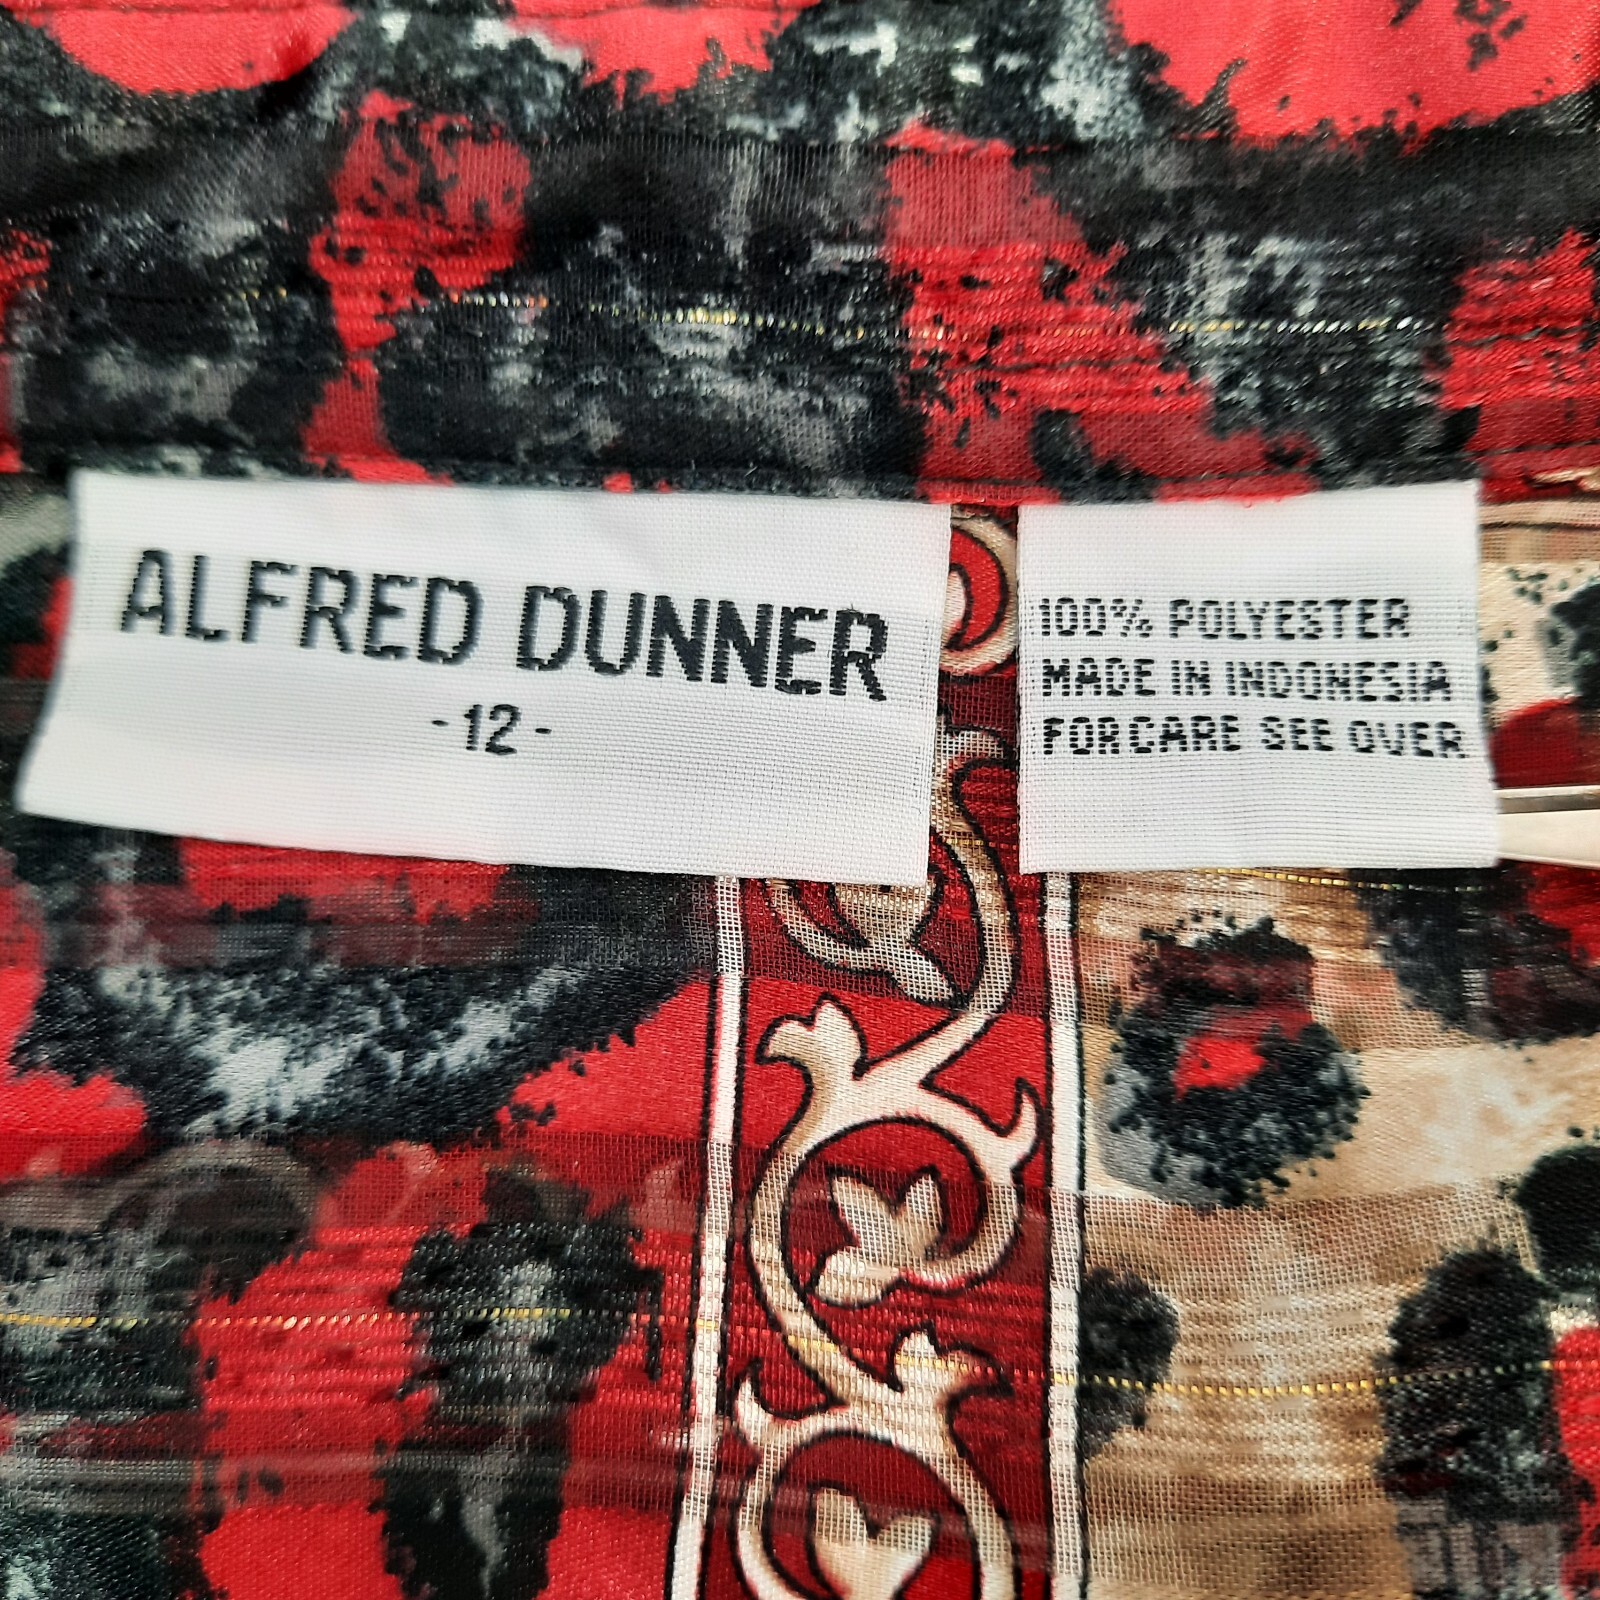 ALFRED DUNNER
-12-
100% POLYESTER
MADE IN INDONESIA
FOR CARE SEE OVER